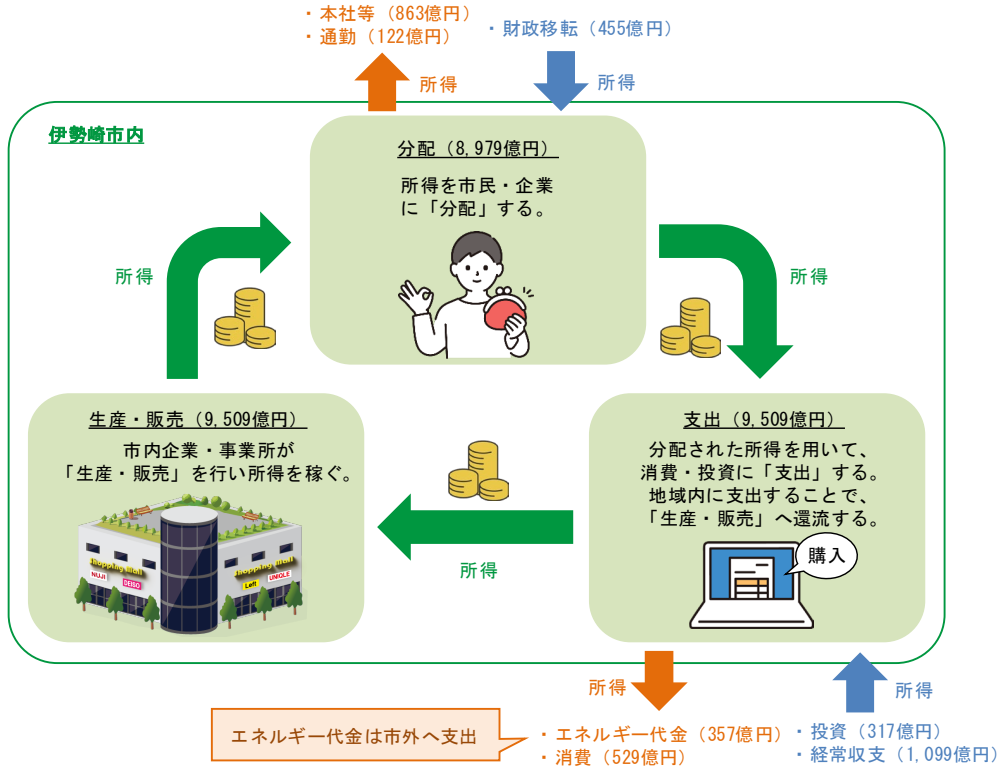 ・本社等（863億円）
・通勤（122億円）
・財政移転（455億円）
所得
所得
伊勢崎市内
分配（8,979億円）
所得を市民・企業
に「分配」する。
所得
所得
生産・販売（9,509億円）
市内企業・事業所が
「生産・販売」を行い所得を稼ぐ。
Shopping Mall
NUJI
DEISO
Shopping Mall
Left
UNIQLE
所得
支出（9,509億円）
分配された所得を用いて、
消費・投資に「支出」する。
地域内に支出することで、
「生産・販売」へ還流する。
購入
所得
所得
エネルギー代金は市外へ支出
・エネルギー代金（357億円）
・消費（529億円）
・投資（317億円）
・経常収支（1,099億円）